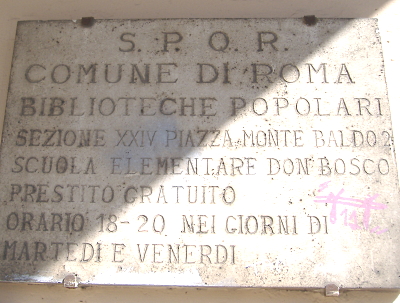 S. P. Q. R.
COMUNE DI ROMA
BIBLIOTECHE POPOLARI
SEZIONE XXIV PIAZZA MONTE BALDO 2
SCUOLA ELEMENTARE DON BOSCO
PRESTITO GRATUITO
ORARIO 18-20 NEI GIORNI DI
MARTEDI E VENERDI